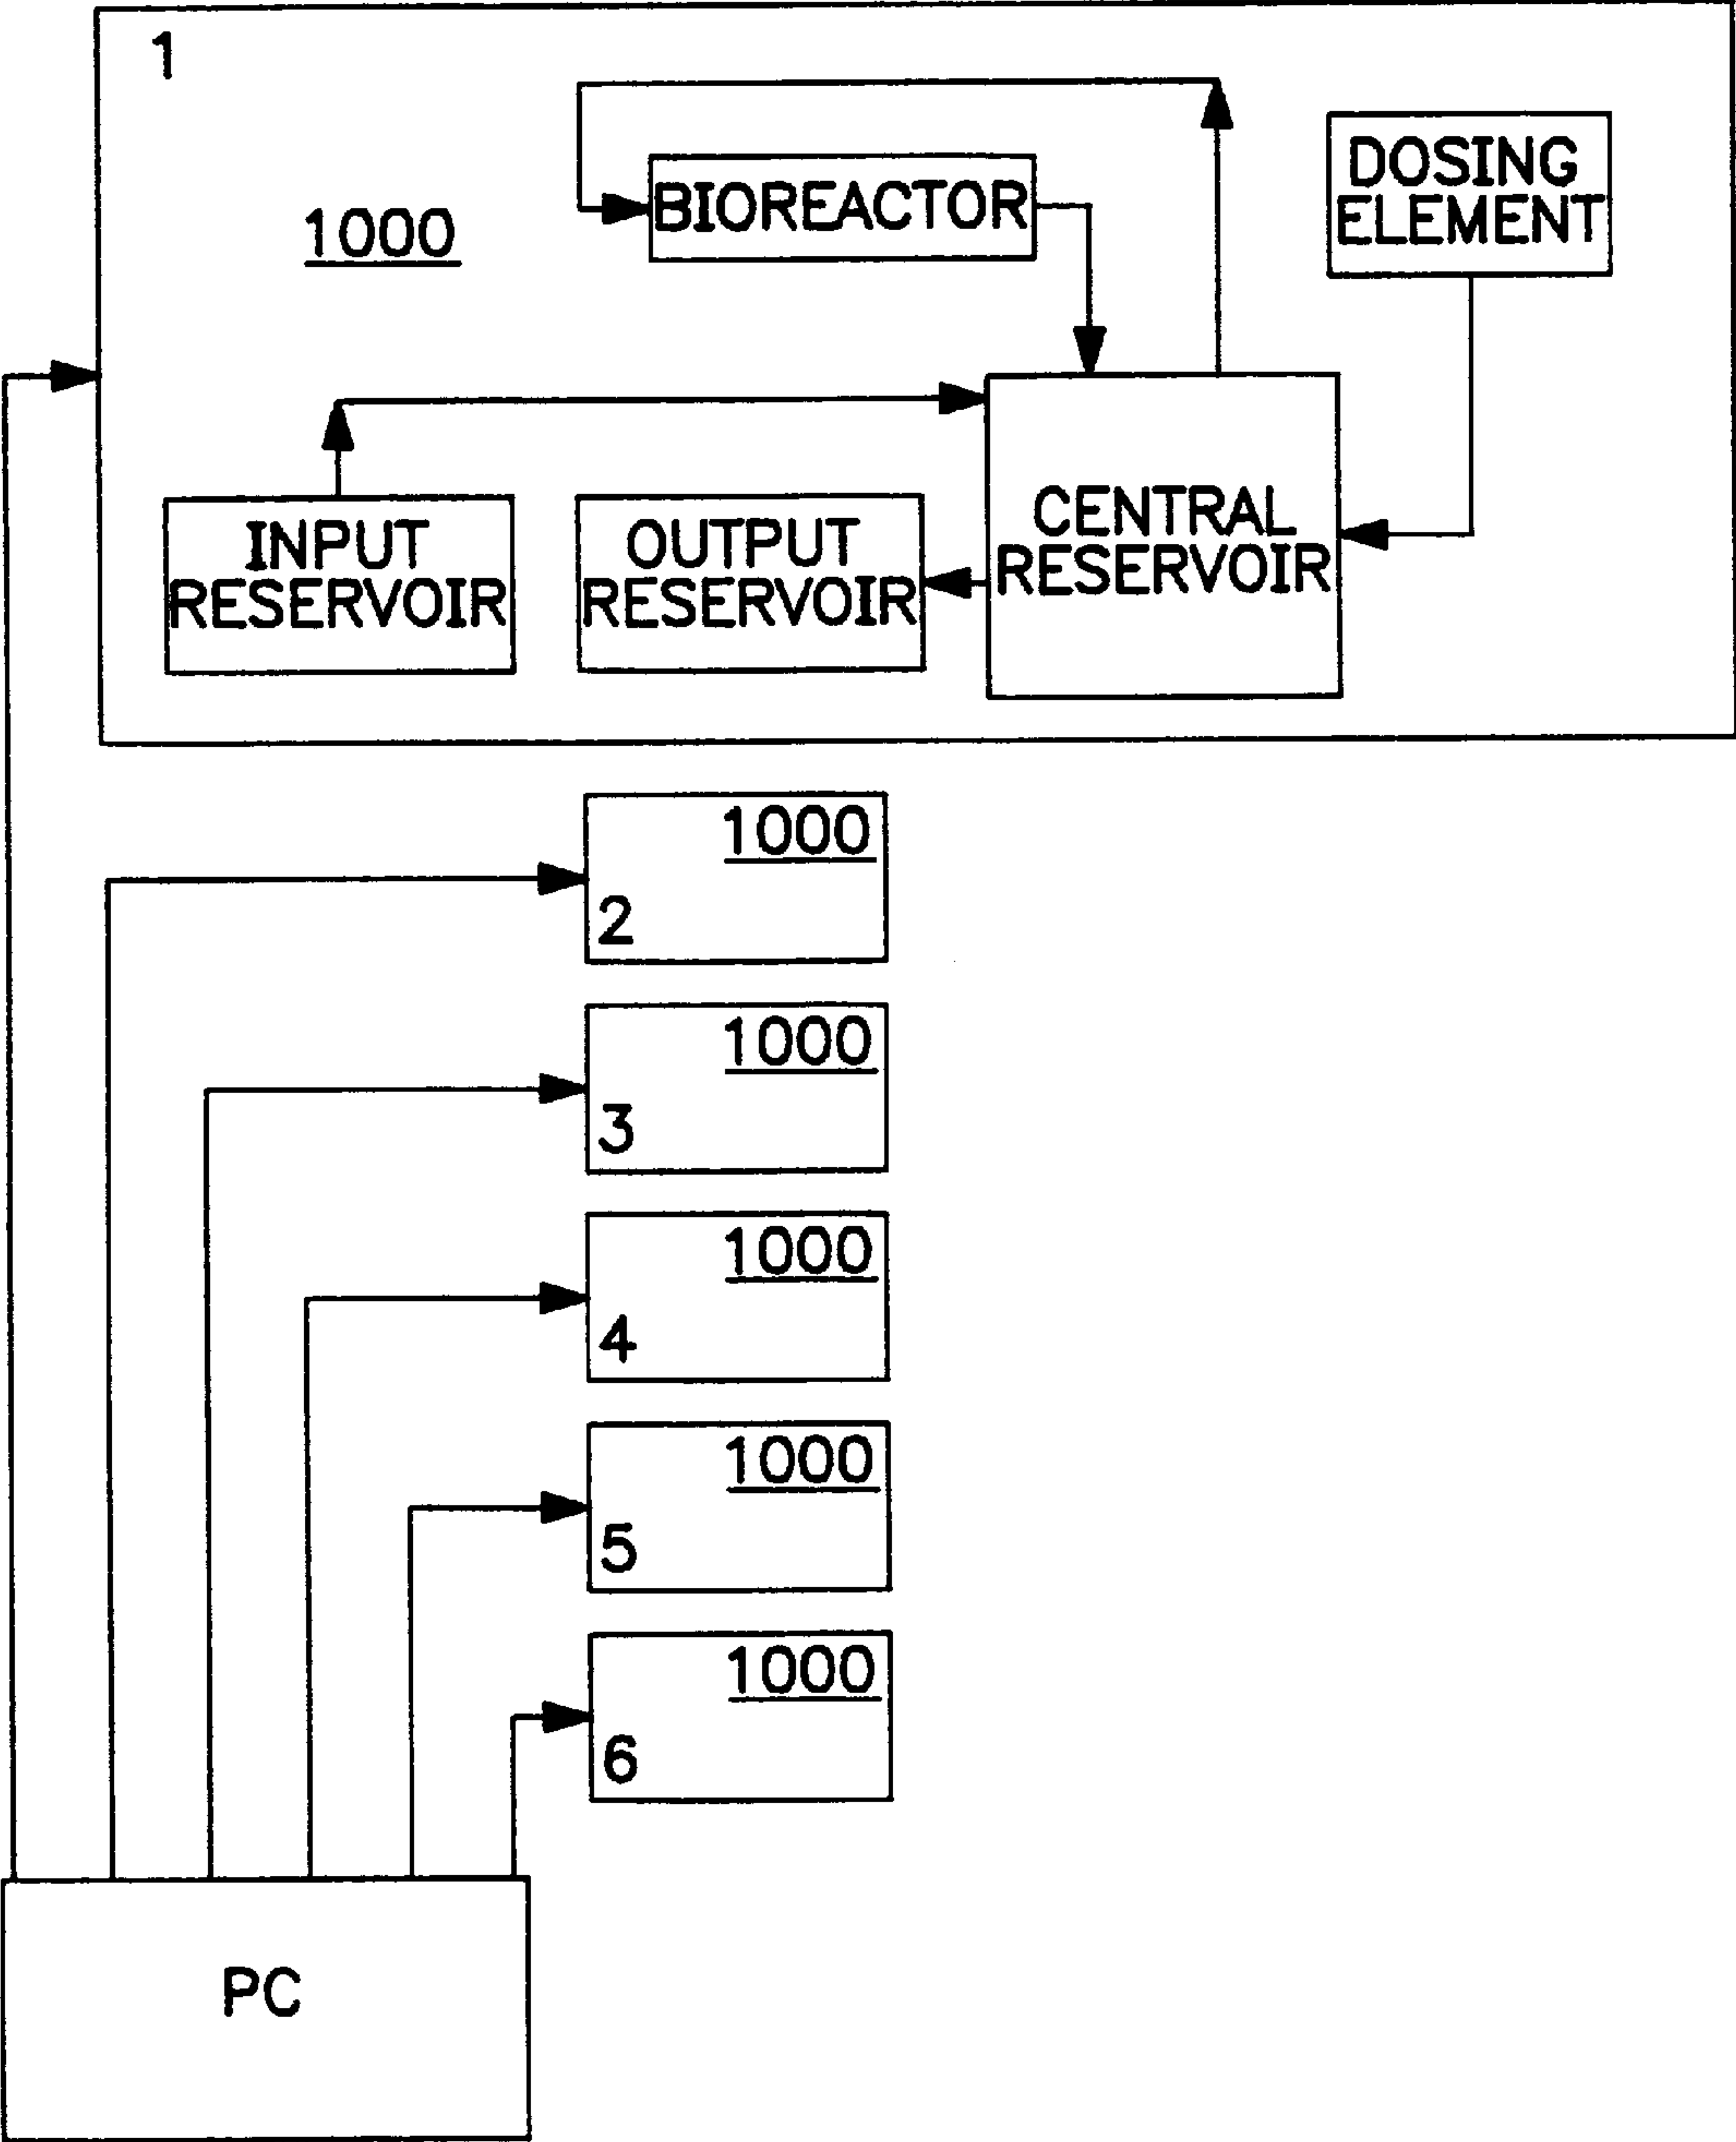 1
1000
BIOREACTOR
DOSING
ELEMENT
INPUT
RESERVOIR
OUTPUT
RESERVOIR
CENTRAL
RESERVOIR
1000
2
1000
3
1000
4
1000
5
1000
6
PC